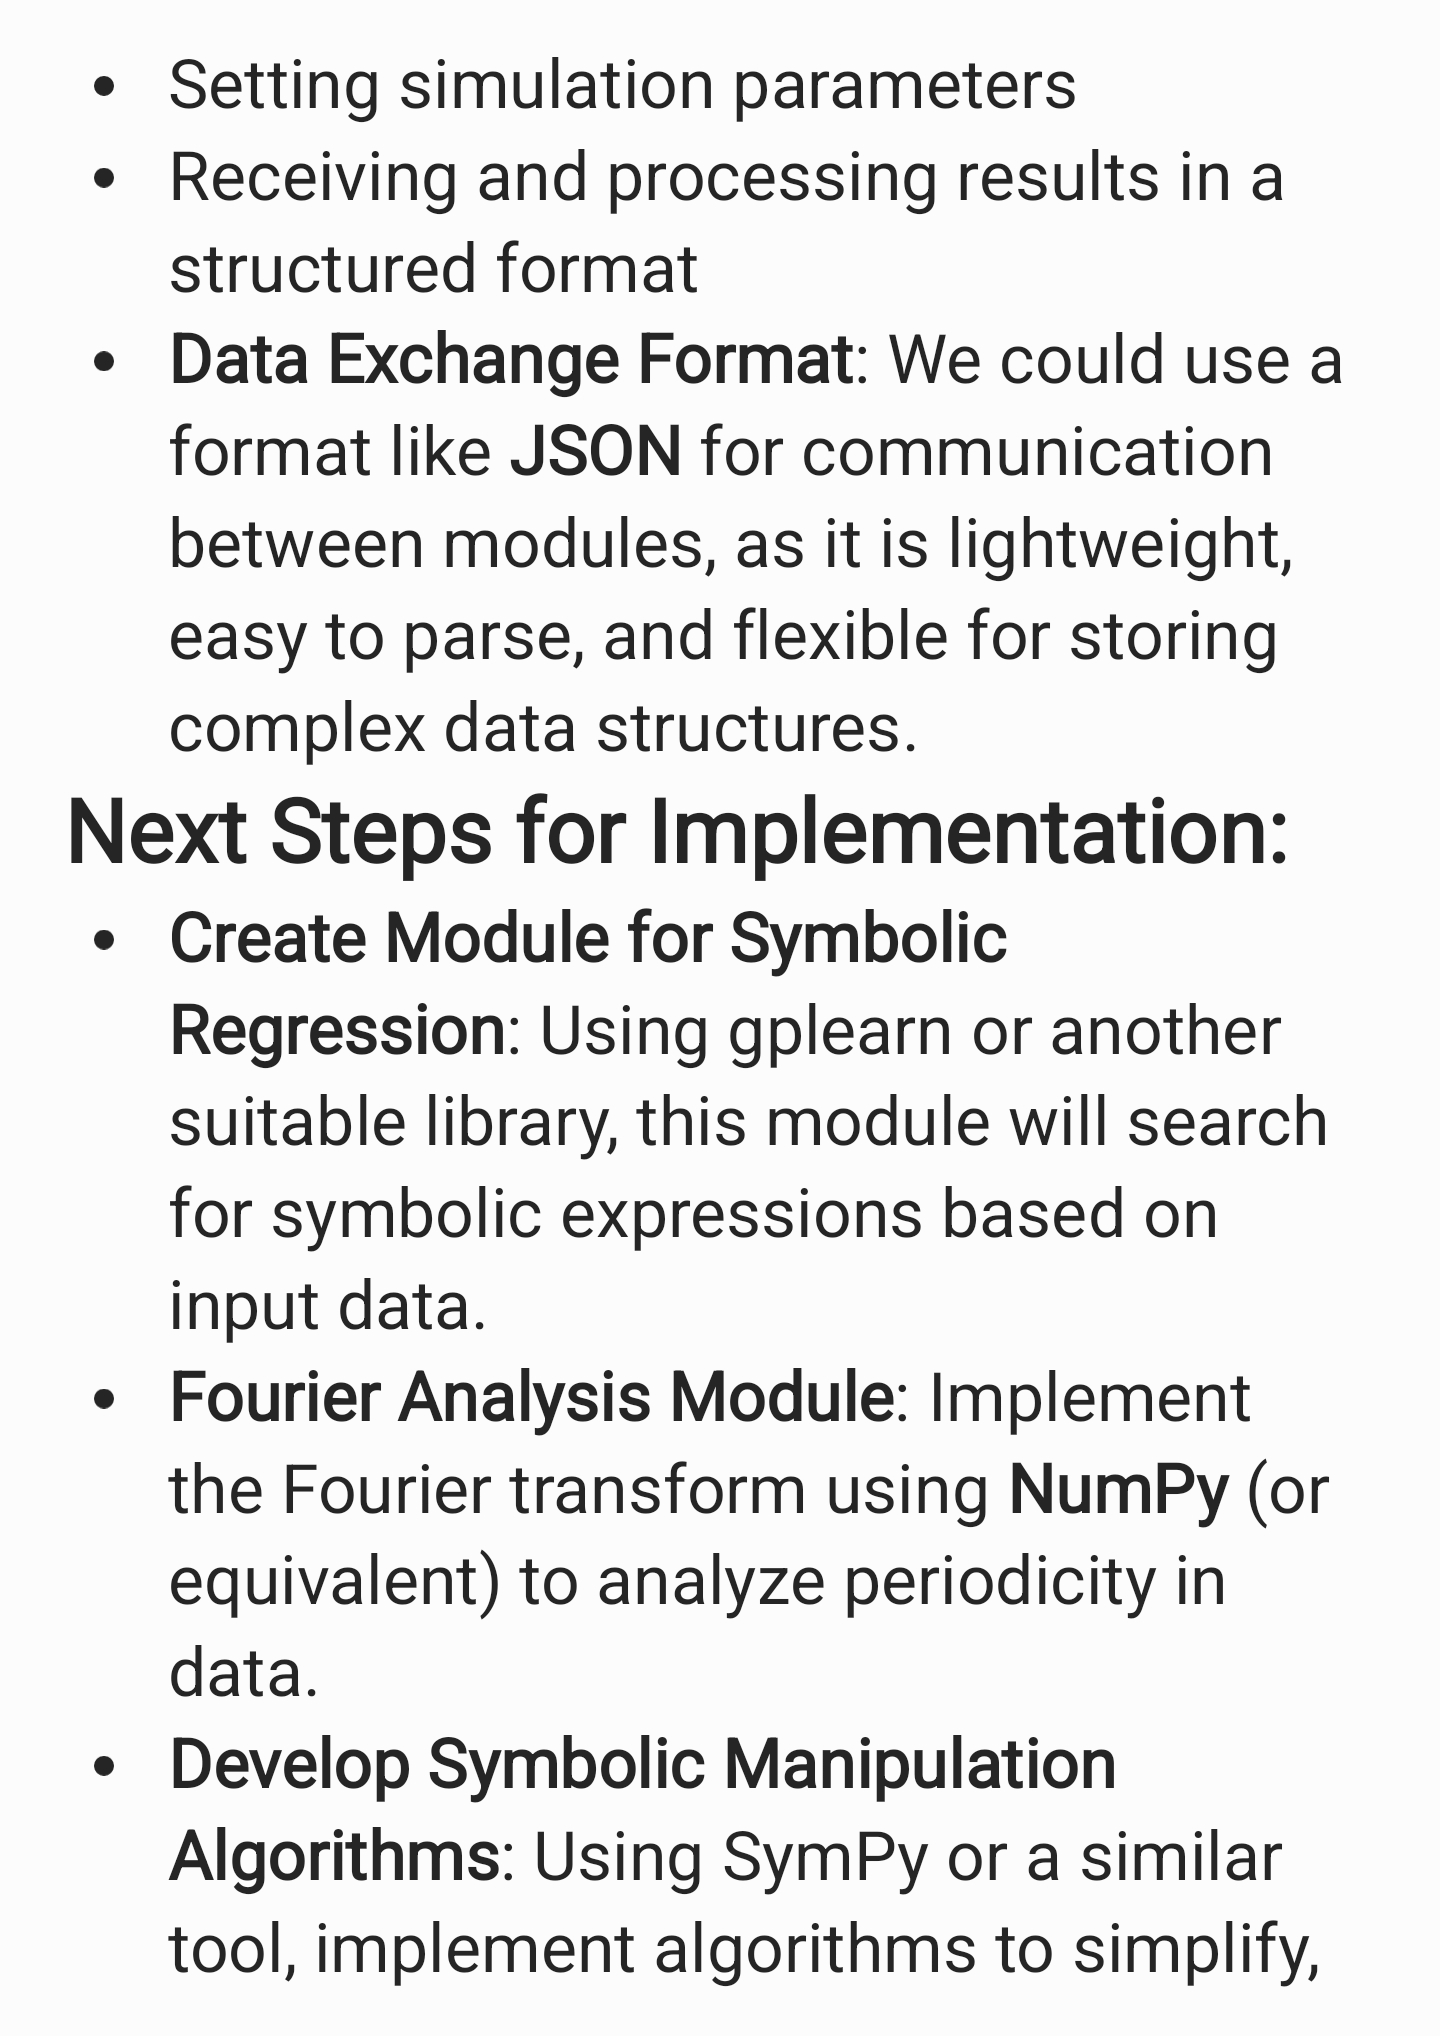 • Setting simulation parameters
• Receiving and processing results in a
structured format
• Data Exchange Format: We could use a
format like JSON for communication
between modules, as it is lightweight,
easy to parse, and flexible for storing
complex data structures.
Next Steps for Implementation:
• Create Module for Symbolic
Regression: Using gplearn or another
suitable library, this module will search
for symbolic expressions based on
input data.
• Fourier Analysis Module: Implement
the Fourier transform using NumPy (or
equivalent) to analyze periodicity in
data.
• Develop Symbolic Manipulation
Algorithms: Using SymPy or a similar
tool, implement algorithms to simplify,